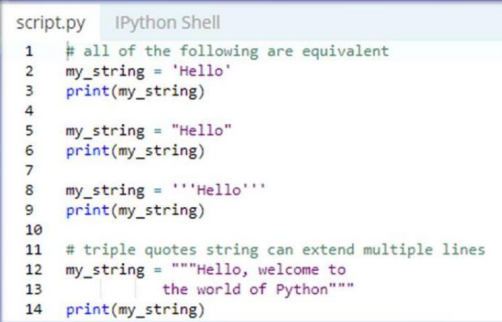 script.py IPython Shell
1 # all of the following are equivalent
2 my_string = 'Hello'
3 print(my_string)
4
5 my_string = "Hello"
6 print(my_string)
7
8 my_string = '''Hello'''
9 print(my_string)
10
11 # triple quotes string can extend multiple lines
12 my_string = """Hello, welcome to
13 the world of Python"""
14 print(my_string)